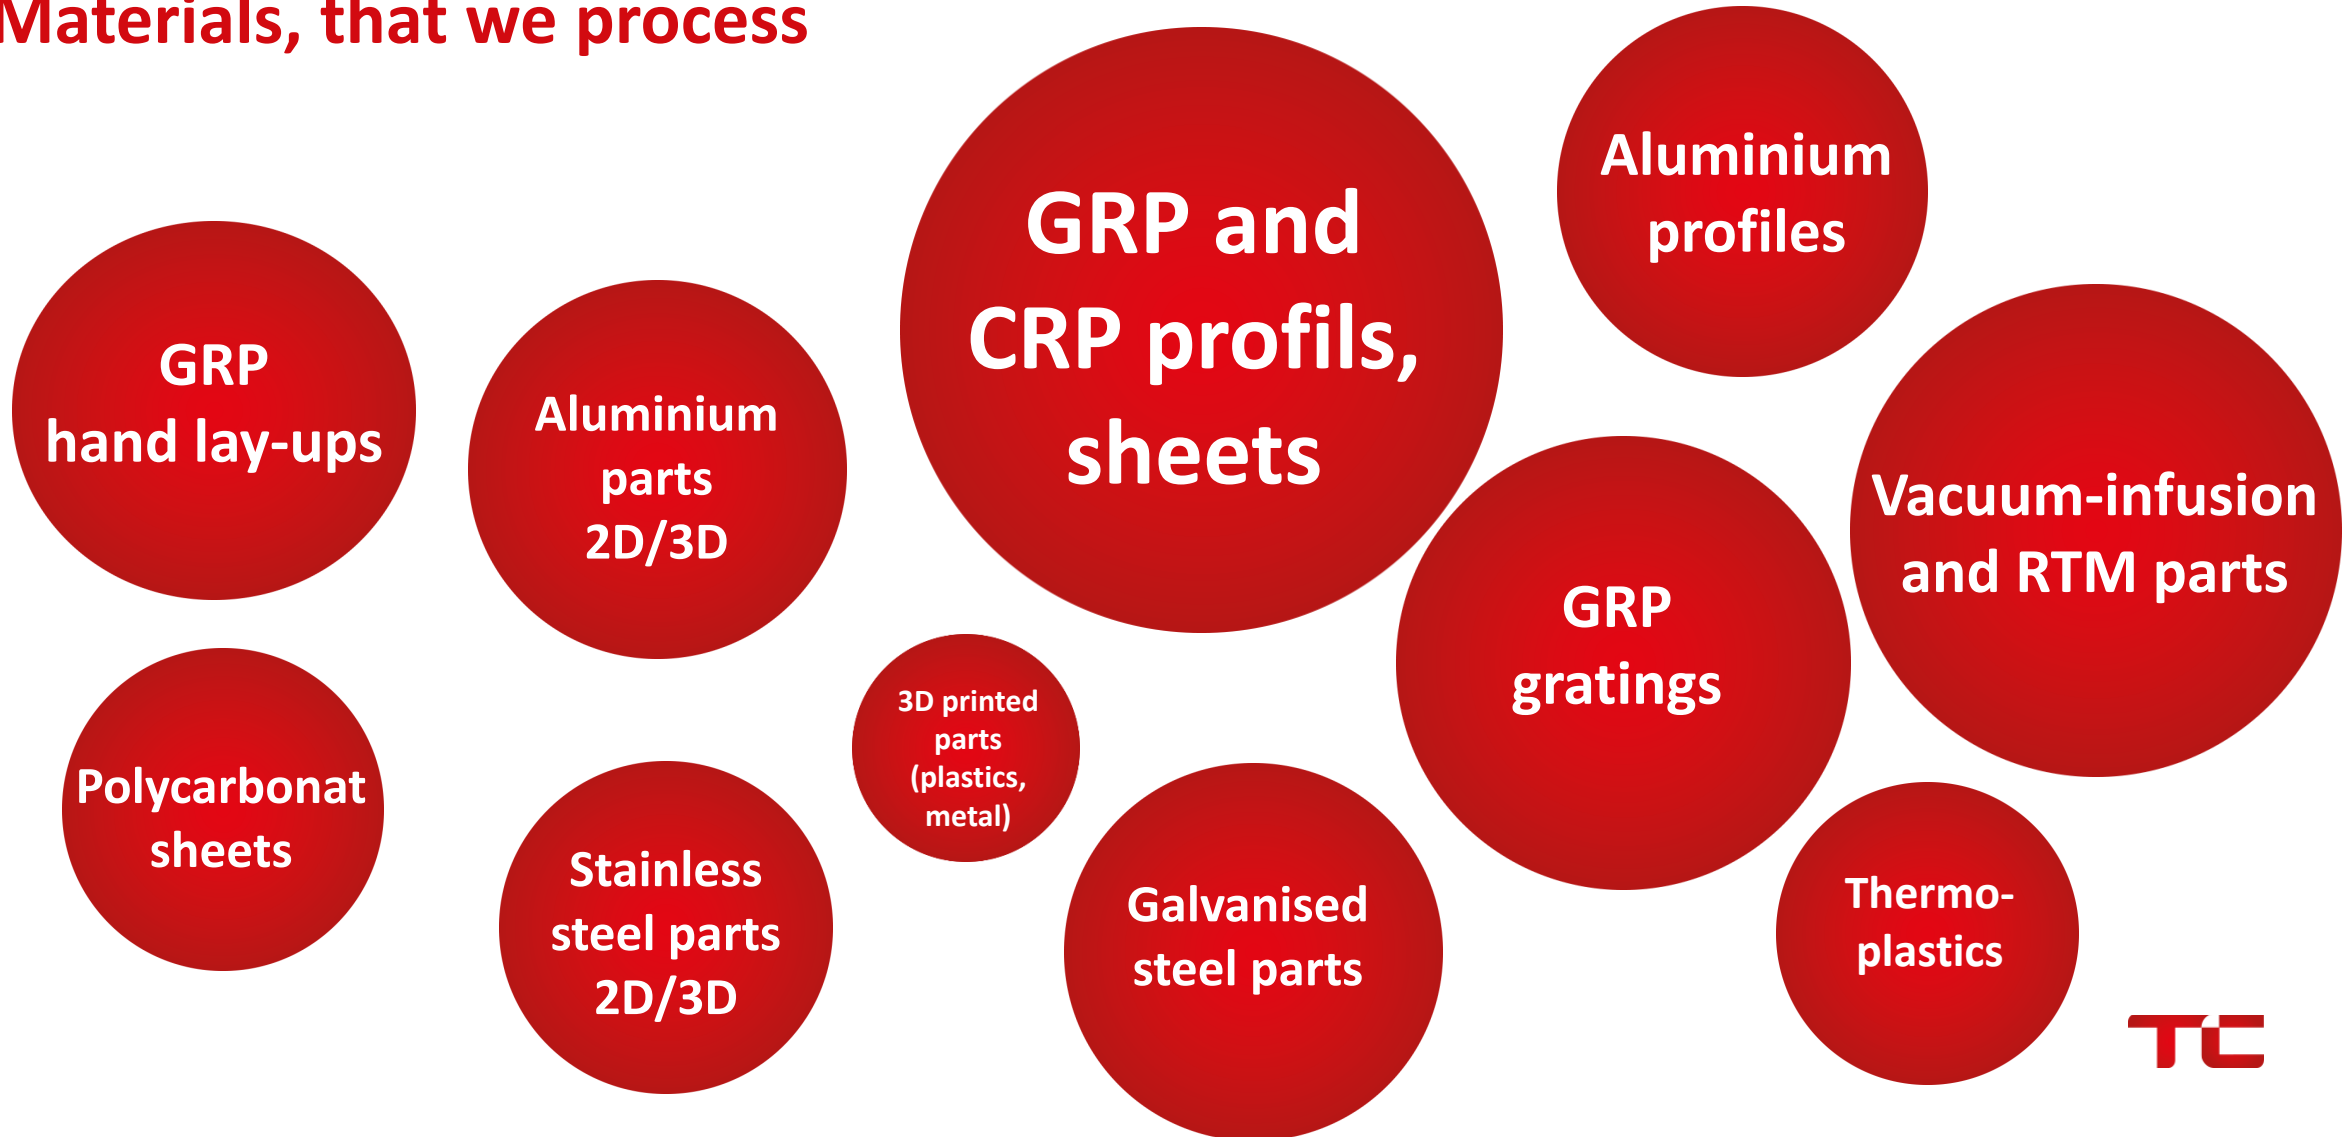 Materials, that we process
GRP
hand lay-ups
Aluminium
parts
2D/3D
GRP and
CRP profils,
sheets
Aluminium
profiles
Vacuum-infusion
and RTM parts
GRP
gratings
Polycarbonat
sheets
Stainless
steel parts
2D/3D
3D printed
parts
(plastics,
metal)
Galvanised
steel parts
Thermo-
plastics
TC